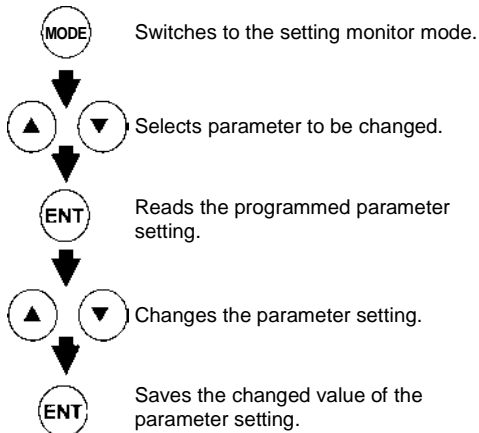 MODE Switches to the setting monitor mode.
▲ ▼ Selects parameter to be changed.
ENT Reads the programmed parameter
setting.
▲ ▼ Changes the parameter setting.
ENT Saves the changed value of the
parameter setting.